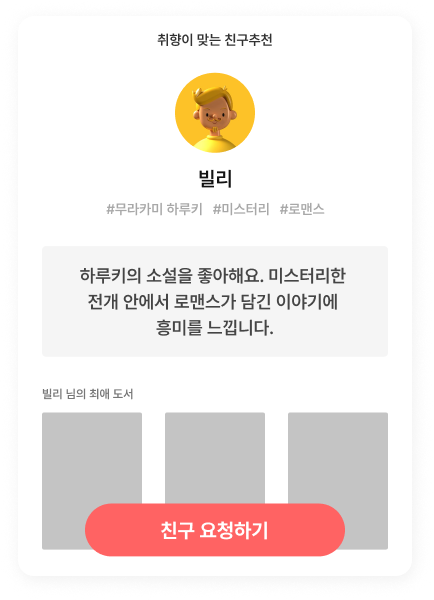 취향이 맞는 친구추천
빌리
#무라카미 하루키 #미스터리 #로맨스
하루키의 소설을 좋아해요. 미스터리한
전개 안에서 로맨스가 담긴 이야기에
흥미를 느낍니다.
빌리 님의 최애 도서
친구 요청하기